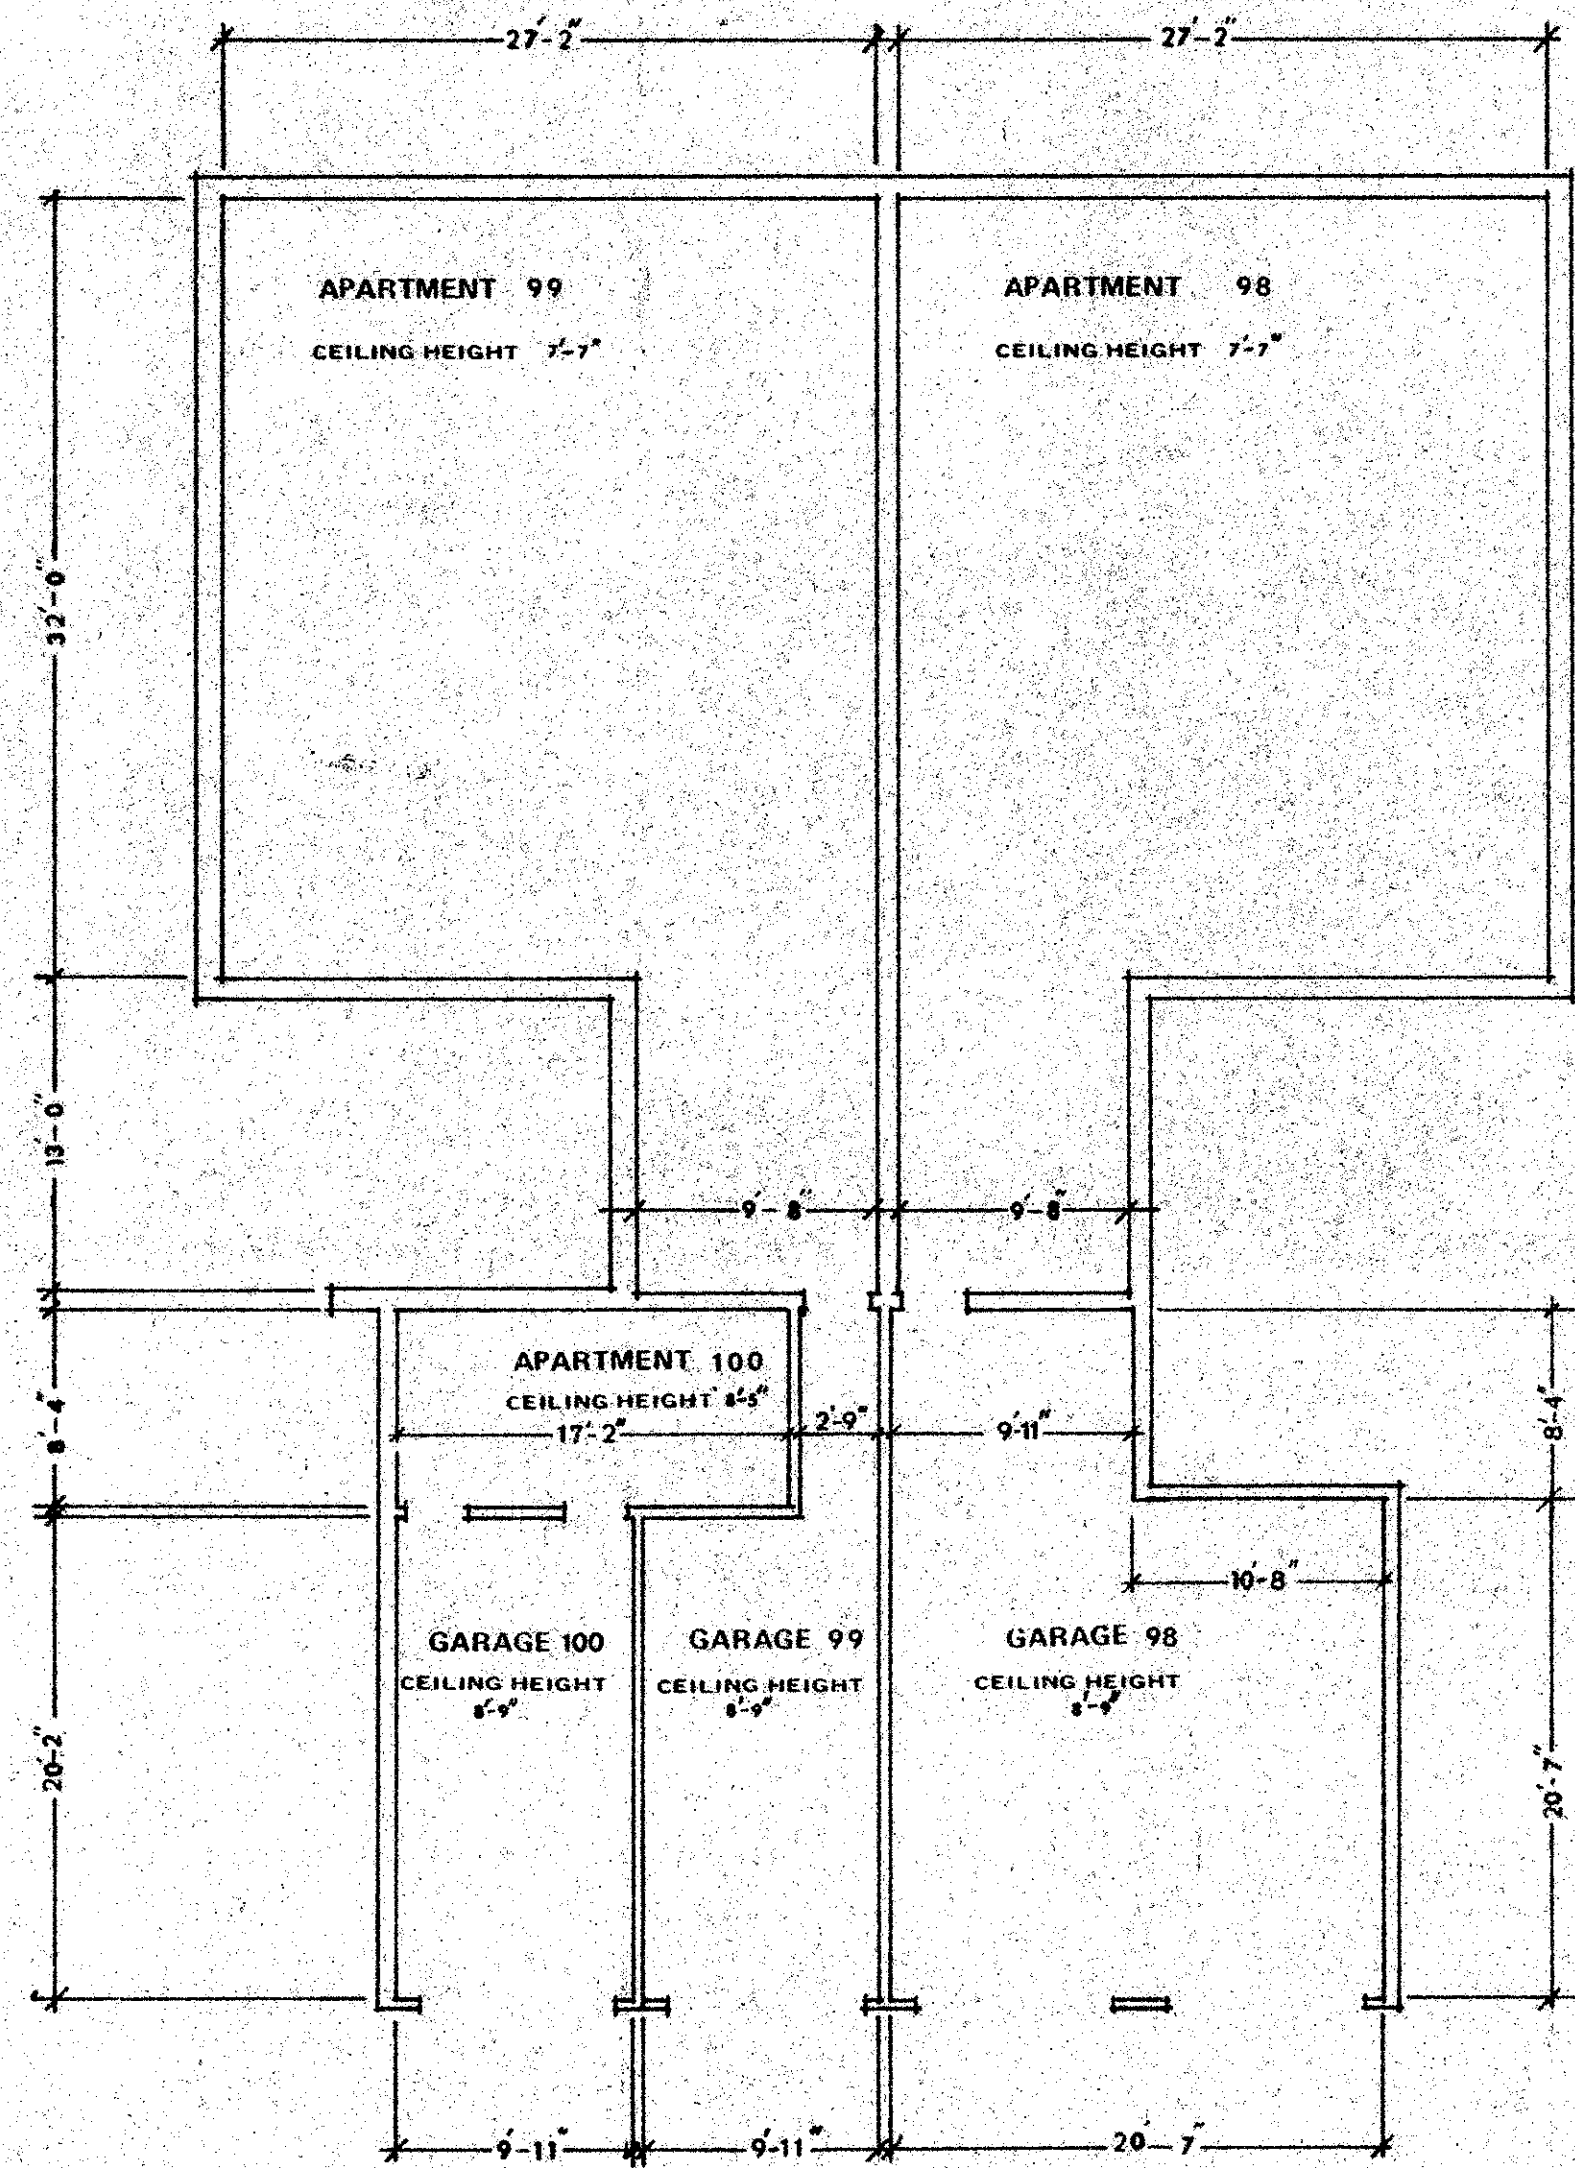 27'-2" 27'-2"
APARTMENT 99
CEILING HEIGHT 7'-7"
APARTMENT 98
CEILING HEIGHT 7'-7"
32'-0"
13'-0"
9'-8" 9'-8"
APARTMENT 100
CEILING HEIGHT 8'-5"
17'-2" 2'-9" 9'-11"
8'-4" 8'-4"
10'-8"
GARAGE 100
CEILING HEIGHT
8'-9"
GARAGE 99
CEILING HEIGHT
8'-9"
GARAGE 98
CEILING HEIGHT
8'-9"
20'-2" 20'-7"
9'-11" 9'-11" 20'-7"